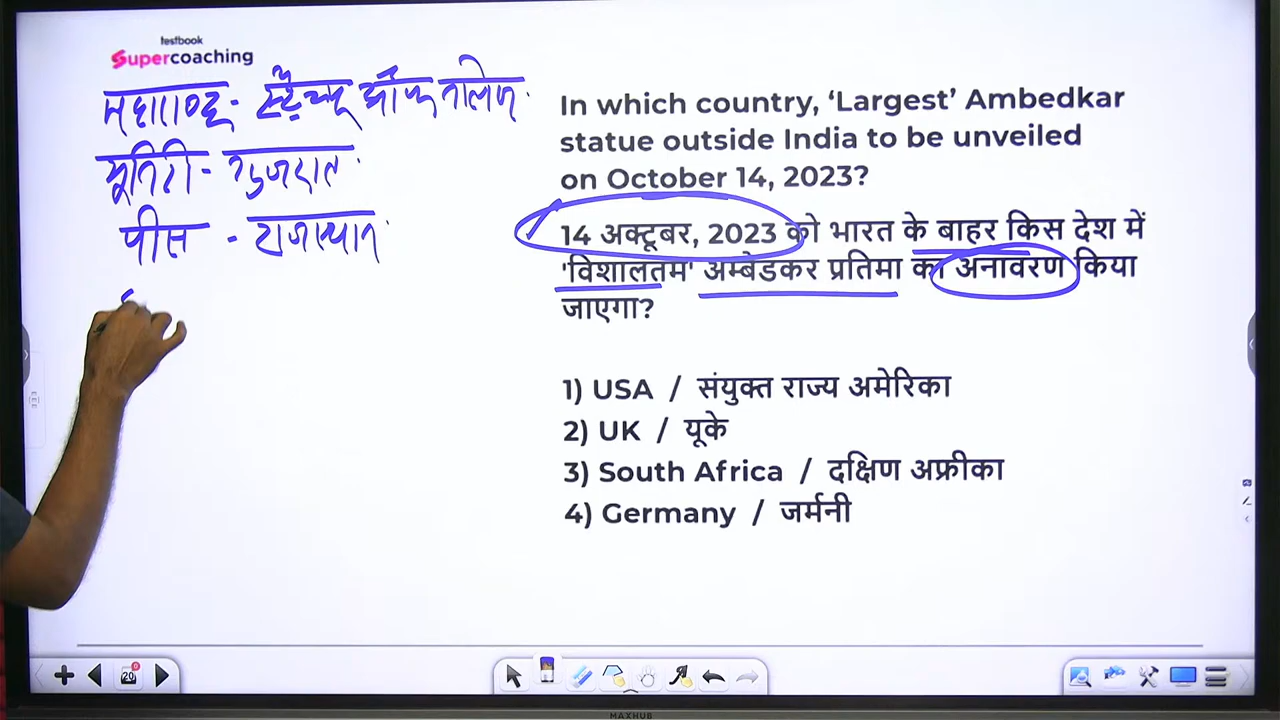 testbook
Supercoaching
महाराष्ट्र - स्टैच्यू ऑफ नॉलेज
यूनिटी - गुजरात
पीस - राजस्थान
In which country, ‘Largest’ Ambedkar
statue outside India to be unveiled
on October 14, 2023?
14 अक्टूबर, 2023 को भारत के बाहर किस देश में
'विशालतम' अम्बेडकर प्रतिमा का अनावरण किया
जाएगा?
1) USA / संयुक्त राज्य अमेरिका
2) UK / यूके
3) South Africa / दक्षिण अफ्रीका
4) Germany / जर्मनी
20
0
MAXHUB